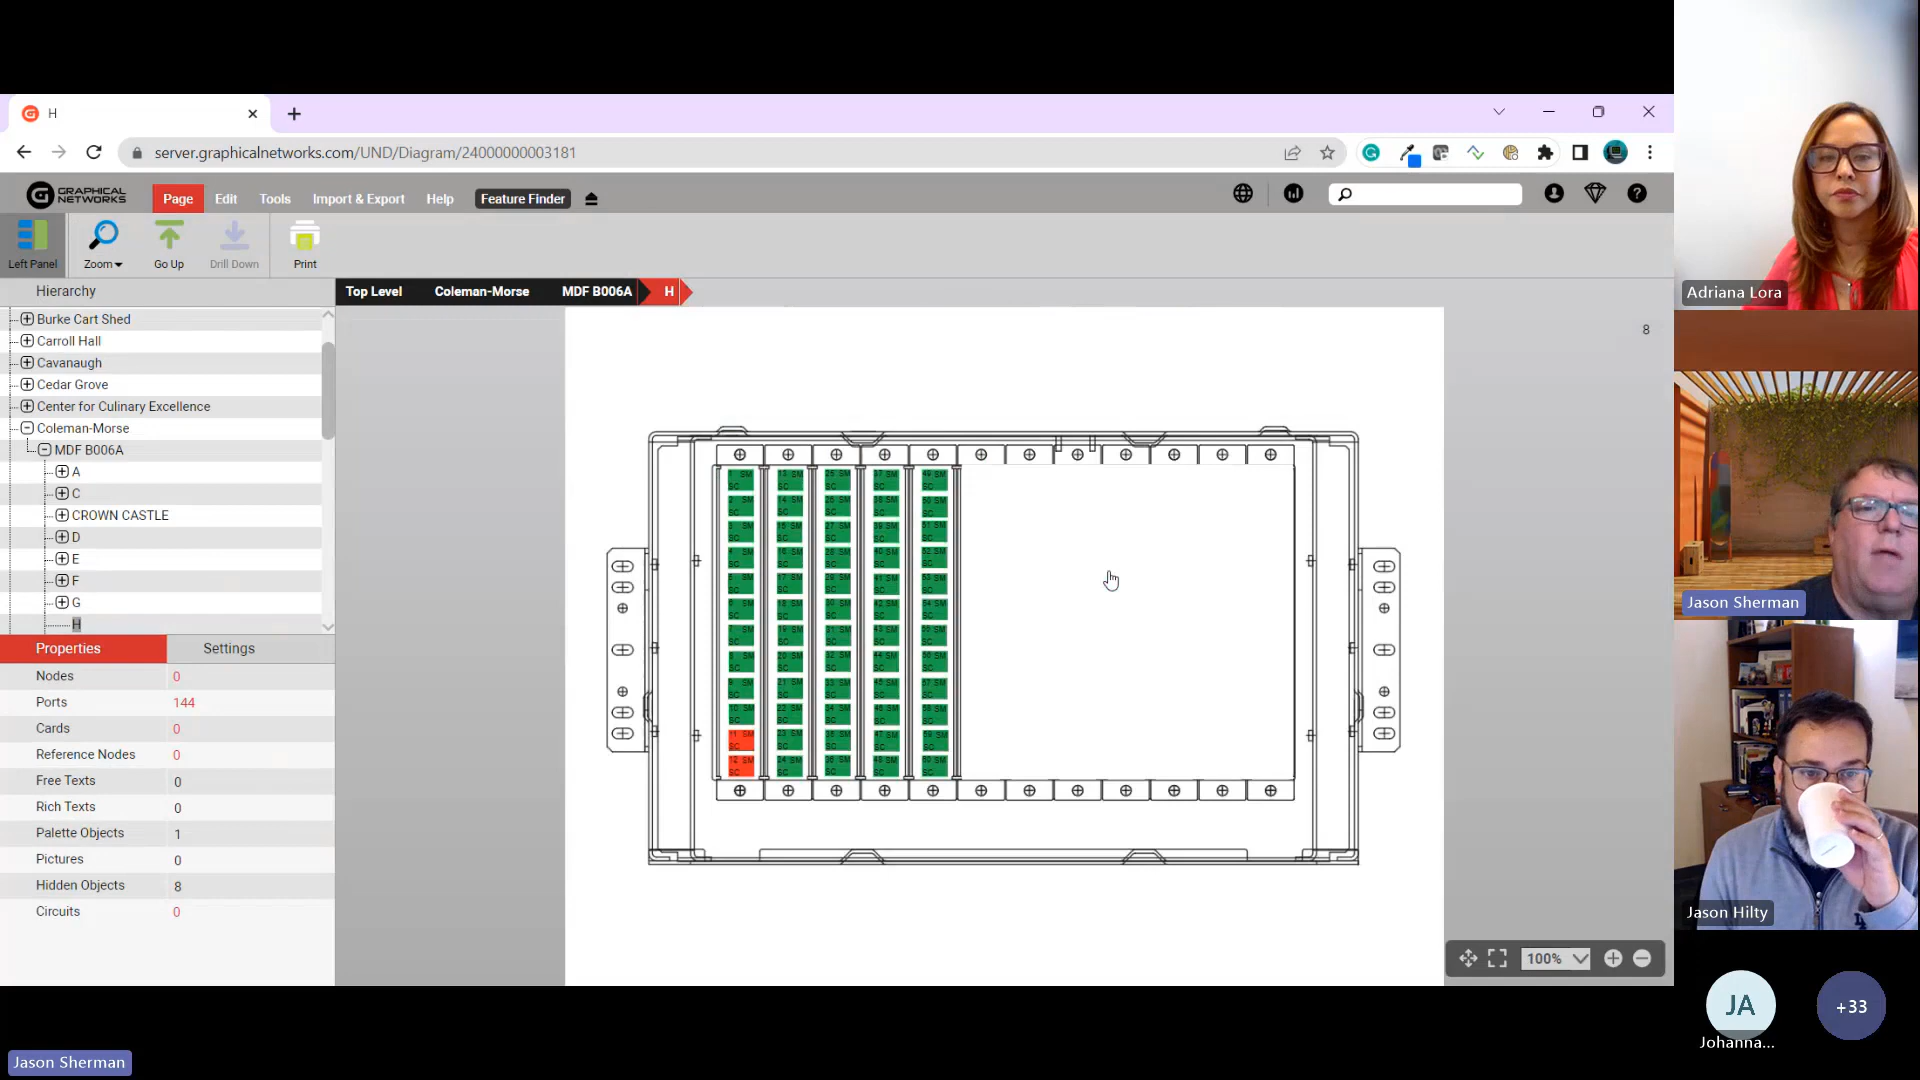 H
server.graphicalnetworks.com/UND/Diagram/24000000003181
GRAPHICAL NETWORKS
Page
Edit
Tools
Import & Export
Help
Feature Finder
Left Panel
Zoom
Go Up
Drill Down
Print
Hierarchy
Top Level
Coleman-Morse
MDF B006A
H
Burke Cart Shed
Carroll Hall
Cavanaugh
Cedar Grove
Center for Culinary Excellence
Coleman-Morse
MDF B006A
A
C
CROWN CASTLE
D
E
F
G
H
Properties
Settings
Nodes 0
Ports 144
Cards 0
Reference Nodes 0
Free Texts 0
Rich Texts 0
Palette Objects 1
Pictures 0
Hidden Objects 8
Circuits 0
8
100%
Adriana Lora
Jason Sherman
Jason Hilty
JA
Johanna...
+33
Jason Sherman